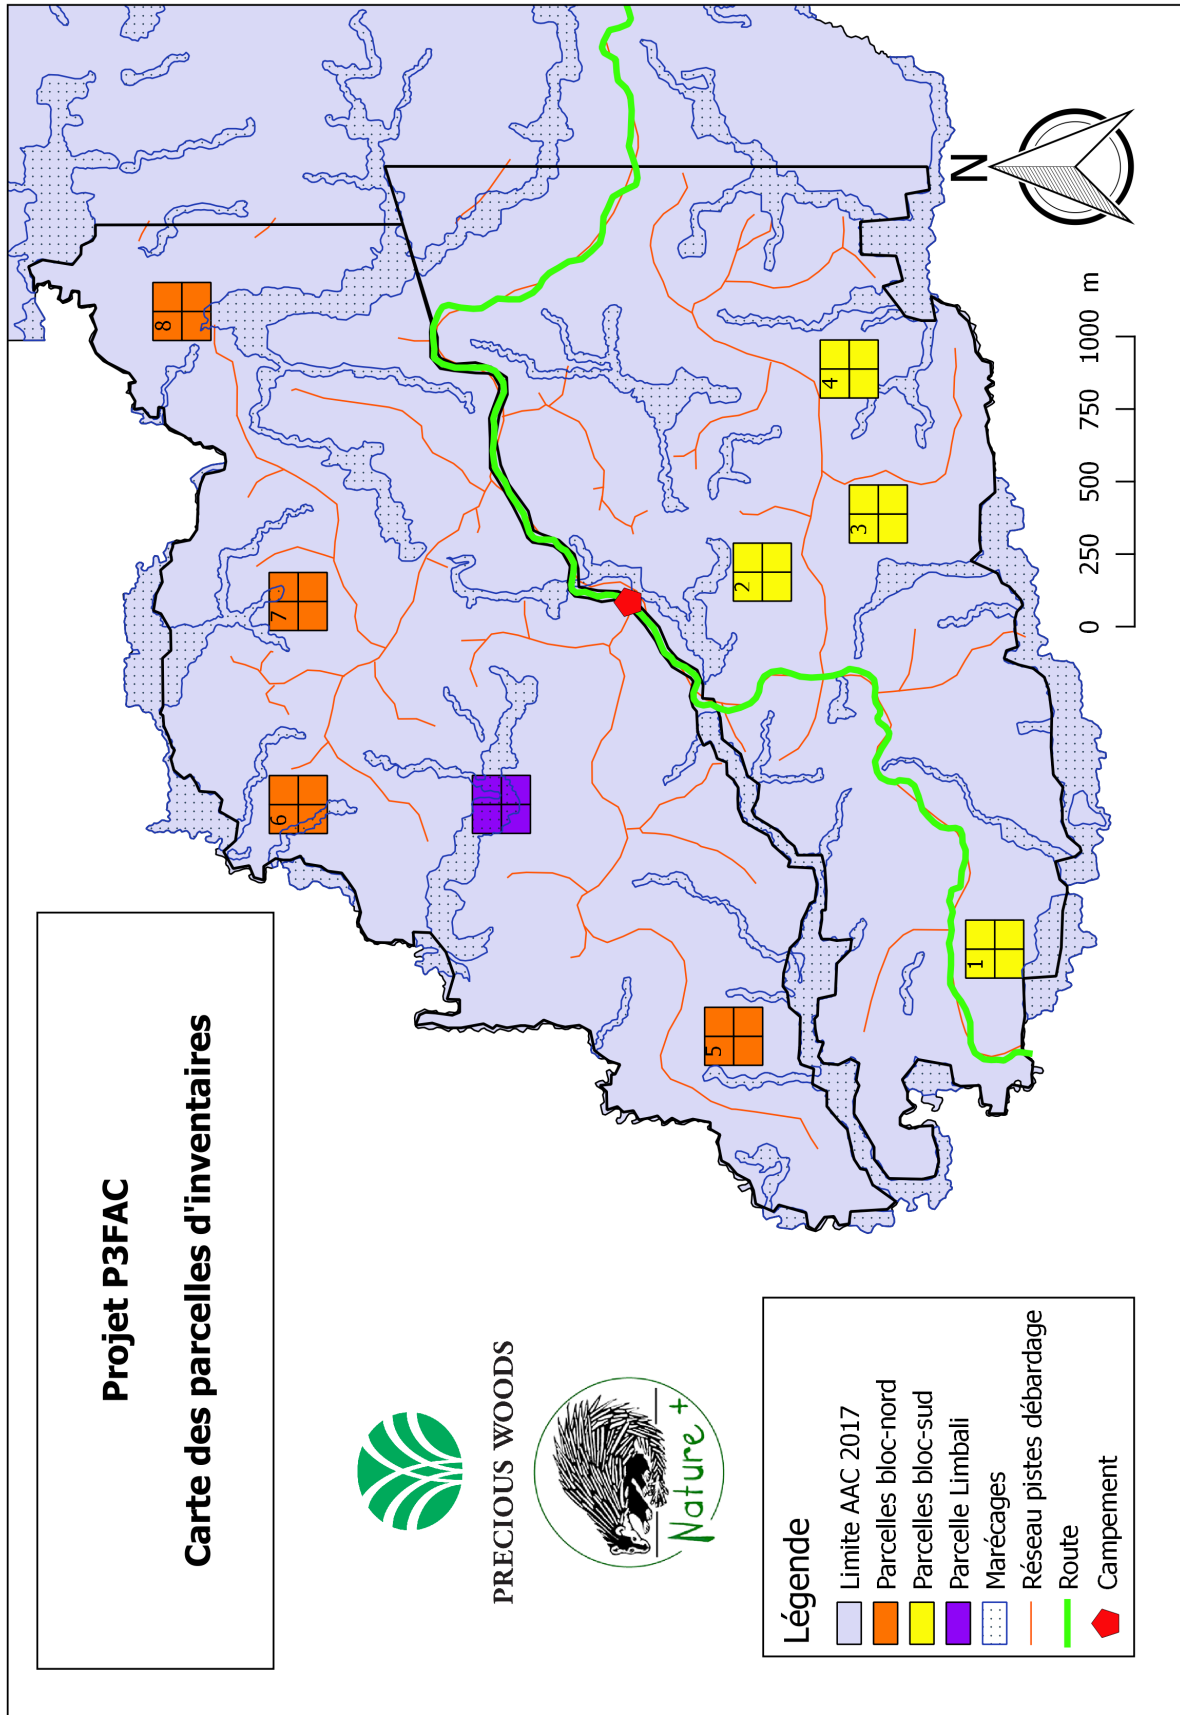 Projet P3FAC
Carte des parcelles d'inventaires
PRECIOUS WOODS
Nature +
Légende
Limite AAC 2017
Parcelles bloc-nord
Parcelles bloc-sud
Parcelle Limbali
Marécages
Réseau pistes débardage
Route
Campement
1
2
3
4
5
6
7
8
0 250 500 750 1000 m
N